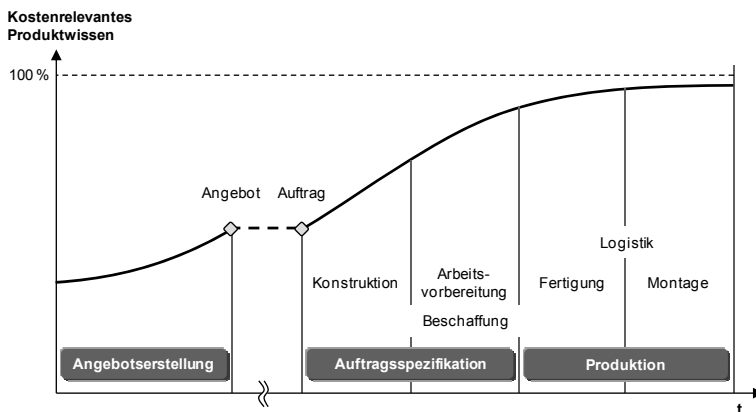 Kostenrelevantes
Produktwissen
100 %
Angebot
Auftrag
Logistik
Konstruktion
Arbeits-
vorbereitung
Fertigung
Montage
Beschaffung
Angebotserstellung
Auftragsspezifikation
Produktion
t